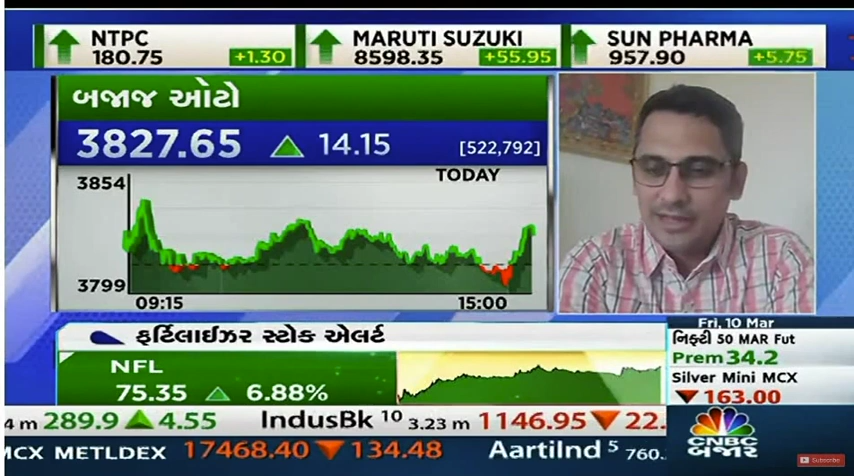 NTPC
180.75 +1.30
MARUTI SUZUKI
8598.35 +55.95
SUN PHARMA
957.90 +5.75
બજાજ ઓટો
3827.65 14.15 [522,792]
TODAY
3854
3799
09:15 15:00
ફર્ટિલાઇઝર સ્ટોક એલર્ટ
NFL
75.35 6.88%
Fri, 10 Mar
નિફ્ટી 50 MAR Fut
Prem 34.2
Silver Mini MCX
163.00
4 m 289.9 4.55 IndusBk 10 3.23 m 1146.95 22.
MCX METLDEX 17468.40 134.48 AartiInd 5 760.
CNBC
બજાર
Subscribe